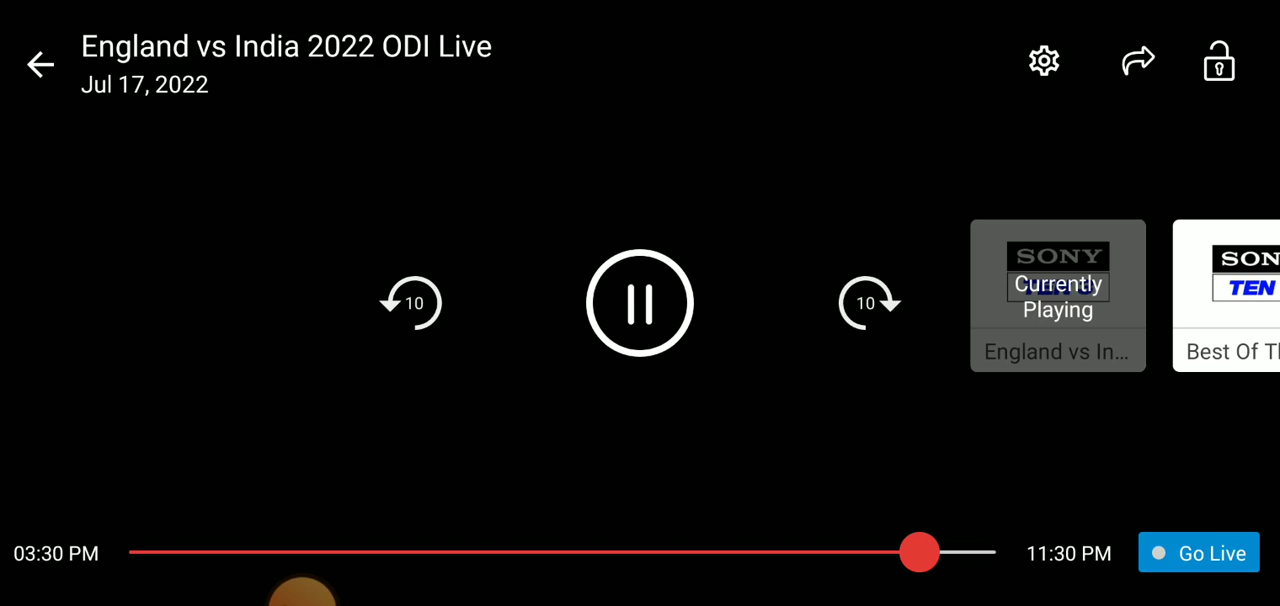 England vs India 2022 ODI Live
Jul 17, 2022
10
10
SONY
Currently
Playing
England vs In...
SON
TEN
Best Of T
03:30 PM
11:30 PM
Go Live